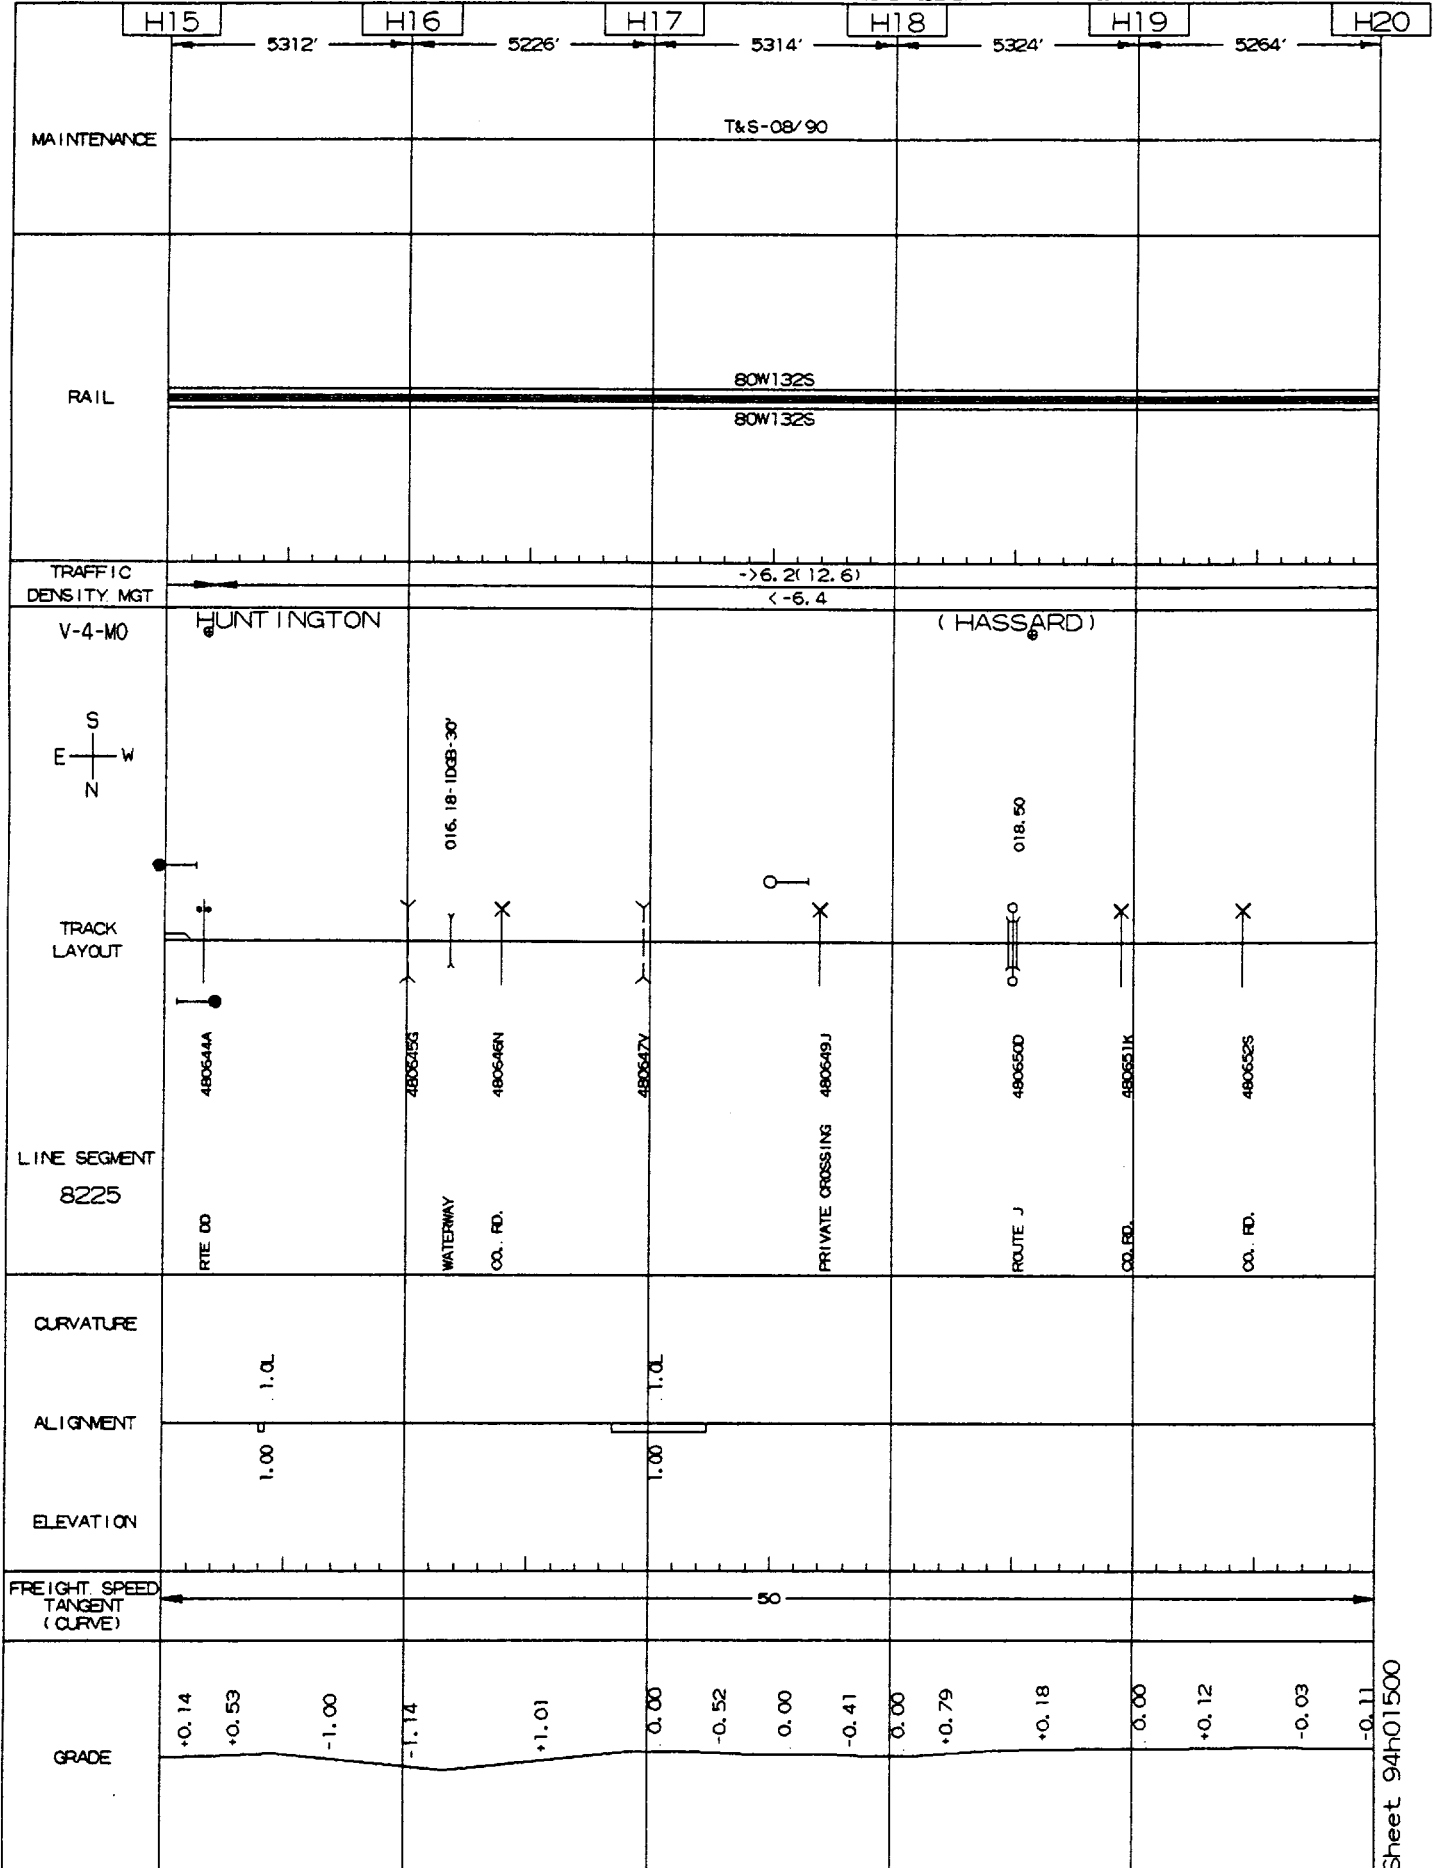 H15 H16 H17 H18 H19 H20
5312' 5226' 5314' 5324' 5264'
MAINTENANCE
T&S-08/90
RAIL
80W132S
80W132S
TRAFFIC
DENSITY MGT
->6.2(12.6)
<-6.4
V-4-MO
HUNTINGTON
(HASSARD)
S
E W
N
016.18-1DGB-30'
018.50
TRACK
LAYOUT
480644A
480645G
480646N
480647V
480649J
480650D
480651K
480652S
LINE SEGMENT
8225
RTE DD
WATERWAY
CO. RD.
PRIVATE CROSSING
ROUTE J
CO. RD.
CO. RD.
CURVATURE
1.0L
1.0L
ALIGNMENT
1.00
1.00
ELEVATION
FREIGHT SPEED
TANGENT
(CURVE)
50
GRADE
+0.14
+0.53
-1.00
-1.14
+1.01
0.00
-0.52
0.00
-0.41
0.00
+0.79
+0.18
0.00
+0.12
-0.03
-0.11
Sheet 94h01500